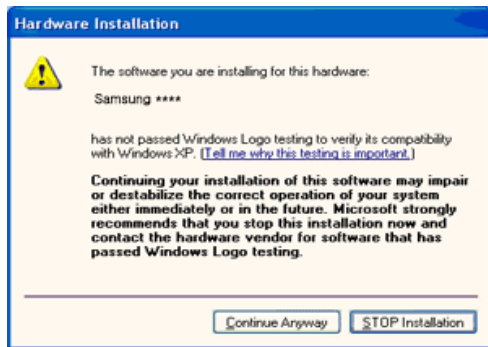 Hardware Installation
The software you are installing for this hardware:
Samsung ****
has not passed Windows Logo testing to verify its compatibility
with Windows XP. (Tell me why this testing is important.)
Continuing your installation of this software may impair
or destabilize the correct operation of your system
either immediately or in the future. Microsoft strongly
recommends that you stop this installation now and
contact the hardware vendor for software that has
passed Windows Logo testing.
Continue Anyway STOP Installation